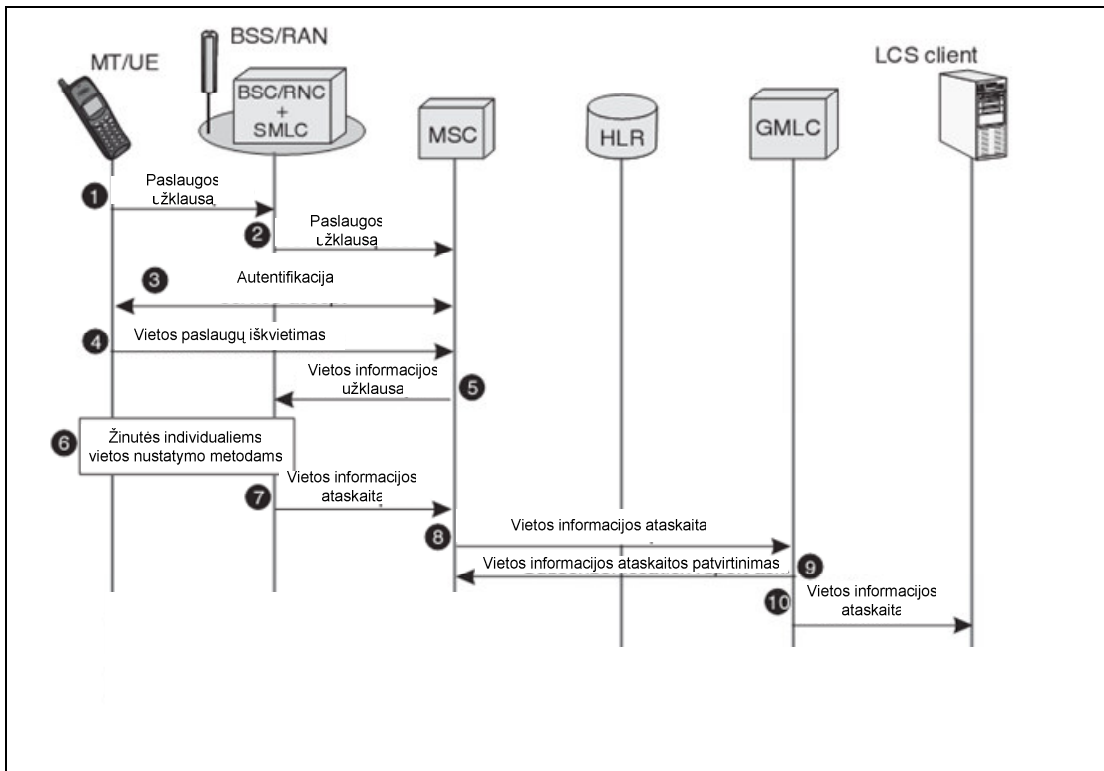 BSS/RAN
MT/UE
LCS client
BSC/RNC
+
SMLC
MSC
HLR
GMLC
1
Paslaugos
užklausa
2
Paslaugos
užklausa
3
Autentifikacija
4
Vietos paslaugų iškvietimas
Vietos informacijos
užklausa
5
6
Žinutės individualiems
vietos nustatymo metodams
7
Vietos informacijos
ataskaita
8
Vietos informacijos ataskaita
Vietos informacijos ataskaitos patvirtinimas
9
10
Vietos informacijos
ataskaita